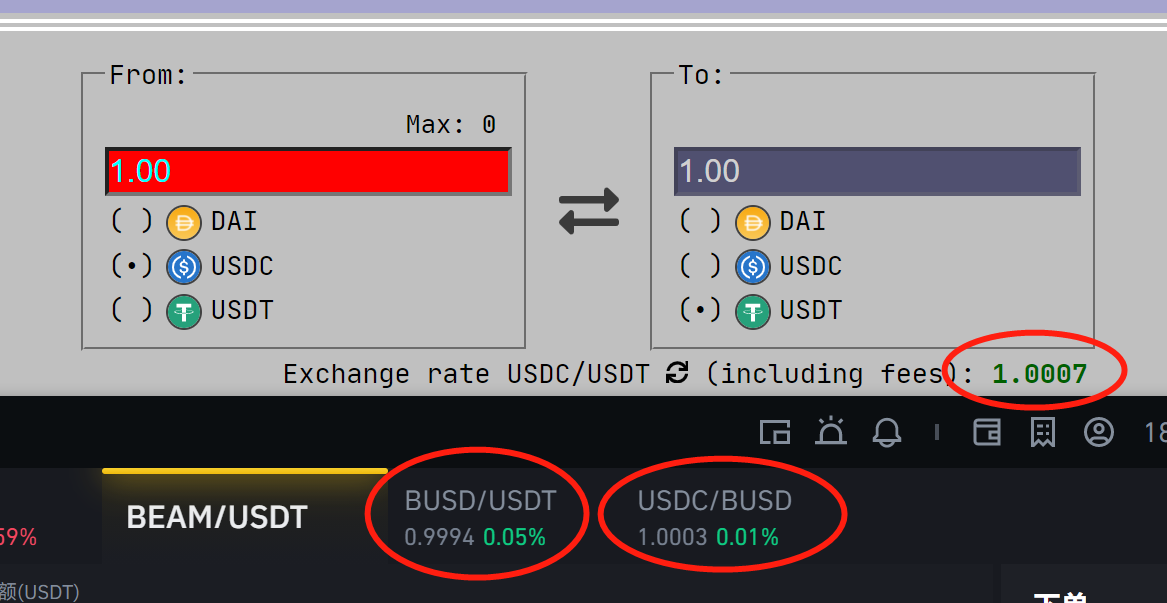 From:
To:
Max: 0
1.00
1.00
( ) DAI
( ) DAI
(•) USDC
( ) USDC
( ) USDT
(•) USDT
Exchange rate USDC/USDT (including fees): 1.0007
18
BEAM/USDT
BUSD/USDT
USDC/BUSD
59%
0.9994 0.05%
1.0003 0.01%
额(USDT)
下单